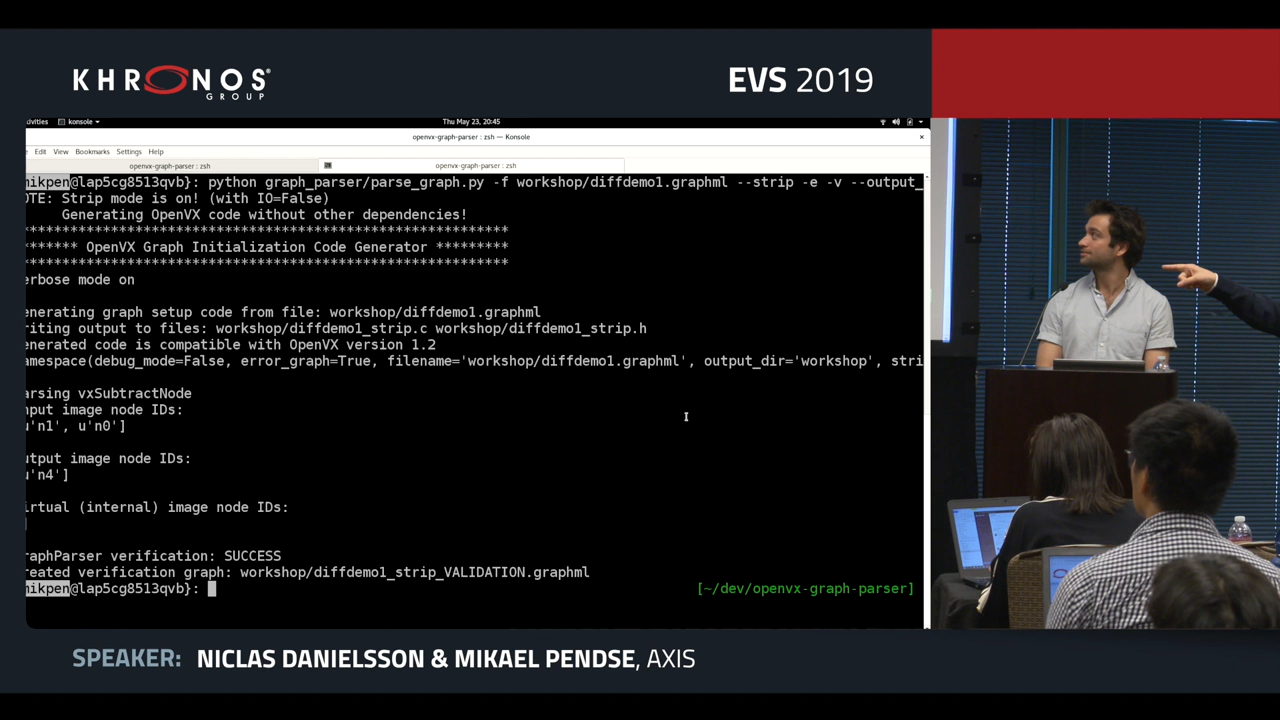 KHRONOS
GROUP
EVS 2019
konsole
Thu May 23, 20:45
openvx-graph-parser : zsh — Konsole
Edit View Bookmarks Settings Help
openvx-graph-parser : zsh
openvx-graph-parser : zsh
ikpen@lap5cg8513qvb}: python graph_parser/parse_graph.py -f workshop/diffdemo1.graphml --strip -e -v --output_
OTE: Strip mode is on! (with IO=False)
Generating OpenVX code without other dependencies!
************************************************************
******* OpenVX Graph Initialization Code Generator *********
************************************************************
erbose mode on
enerating graph setup code from file: workshop/diffdemo1.graphml
riting output to files: workshop/diffdemo1_strip.c workshop/diffdemo1_strip.h
enerated code is compatible with OpenVX version 1.2
amespace(debug_mode=False, error_graph=True, filename='workshop/diffdemo1.graphml', output_dir='workshop', stri
arsing vxSubtractNode
nput image node IDs:
u'n1', u'n0']
utput image node IDs:
u'n4']
irtual (internal) image node IDs:
]
raphParser verification: SUCCESS
reated verification graph: workshop/diffdemo1_strip_VALIDATION.graphml
ikpen@lap5cg8513qvb}: [~/dev/openvx-graph-parser]
SPEAKER: NICLAS DANIELSSON & MIKAEL PENDSE, AXIS